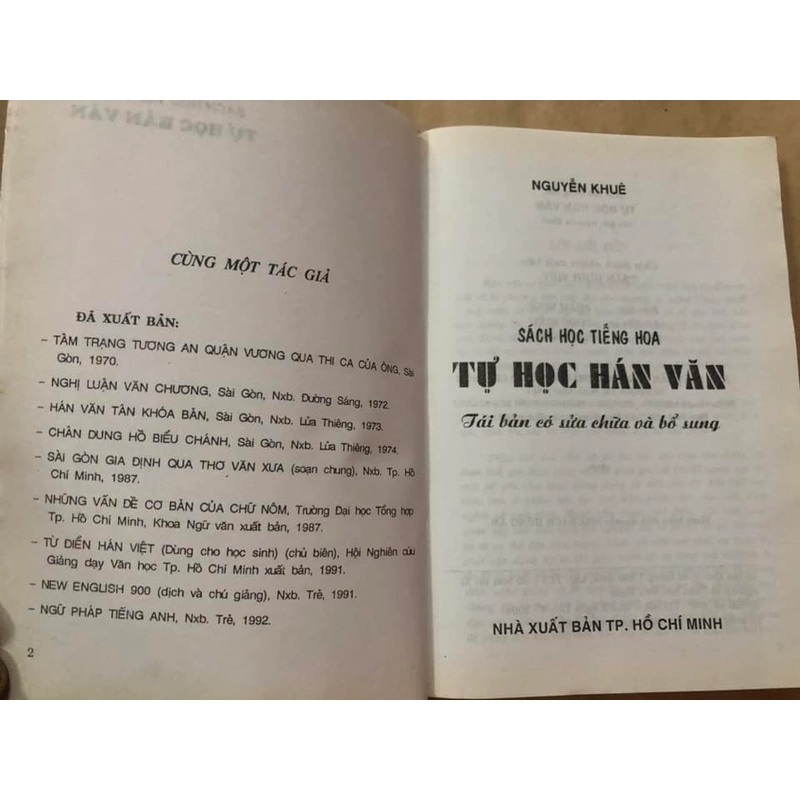 CÙNG MỘT TÁC GIẢ
ĐÃ XUẤT BẢN:
– TÂM TRẠNG TƯƠNG AN QUẬN VƯƠNG QUA THI CA CỦA ÔNG, Sài
Gòn, 1970.
– NGHỊ LUẬN VĂN CHƯƠNG, Sài Gòn, Nxb. Đường Sáng, 1972.
– HÁN VĂN TÂN KHÓA BẢN, Sài Gòn, Nxb. Lửa Thiêng, 1973.
– CHÂN DUNG HỒ BIỂU CHÁNH, Sài Gòn, Nxb. Lửa Thiêng, 1974.
– SÀI GÒN GIA ĐỊNH QUA THƠ VĂN XƯA (soạn chung), Nxb. Tp. Hồ
Chí Minh, 1987.
– NHỮNG VẤN ĐỀ CƠ BẢN CỦA CHỮ NÔM, Trường Đại học Tổng hợp
Tp. Hồ Chí Minh, Khoa Ngữ văn xuất bản, 1987.
– TỪ ĐIỂN HÁN VIỆT (Dùng cho học sinh) (chủ biên), Hội Nghiên cứu
Giảng dạy Văn học Tp. Hồ Chí Minh xuất bản, 1991.
– NEW ENGLISH 900 (dịch và chú giảng), Nxb. Trẻ, 1991.
– NGỮ PHÁP TIẾNG ANH, Nxb. Trẻ, 1992.
2
NGUYỄN KHUÊ
SÁCH HỌC TIẾNG HOA
TỰ HỌC HÁN VĂN
Tái bản có sửa chữa và bổ sung
NHÀ XUẤT BẢN TP. HỒ CHÍ MINH